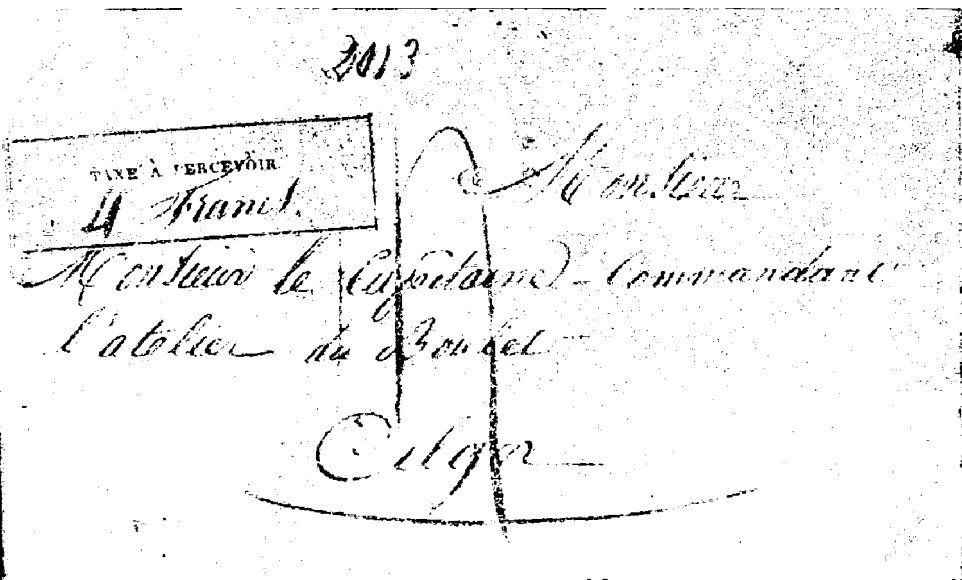 2013
TAXE À PERCEVOIR
4 Francs.
Monsieur
Monsieur le Capitaine-Commandant
l'atelier du Boulet
Alger